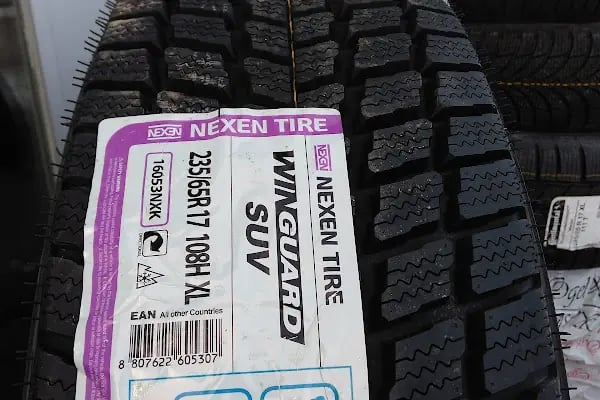 NEXEN NEXEN TIRE
NEXEN NEXEN TIRE
WINGUARD
SUV
235/65R17 108H XL
16053NXK
EAN All other Countries
8 807622 605307